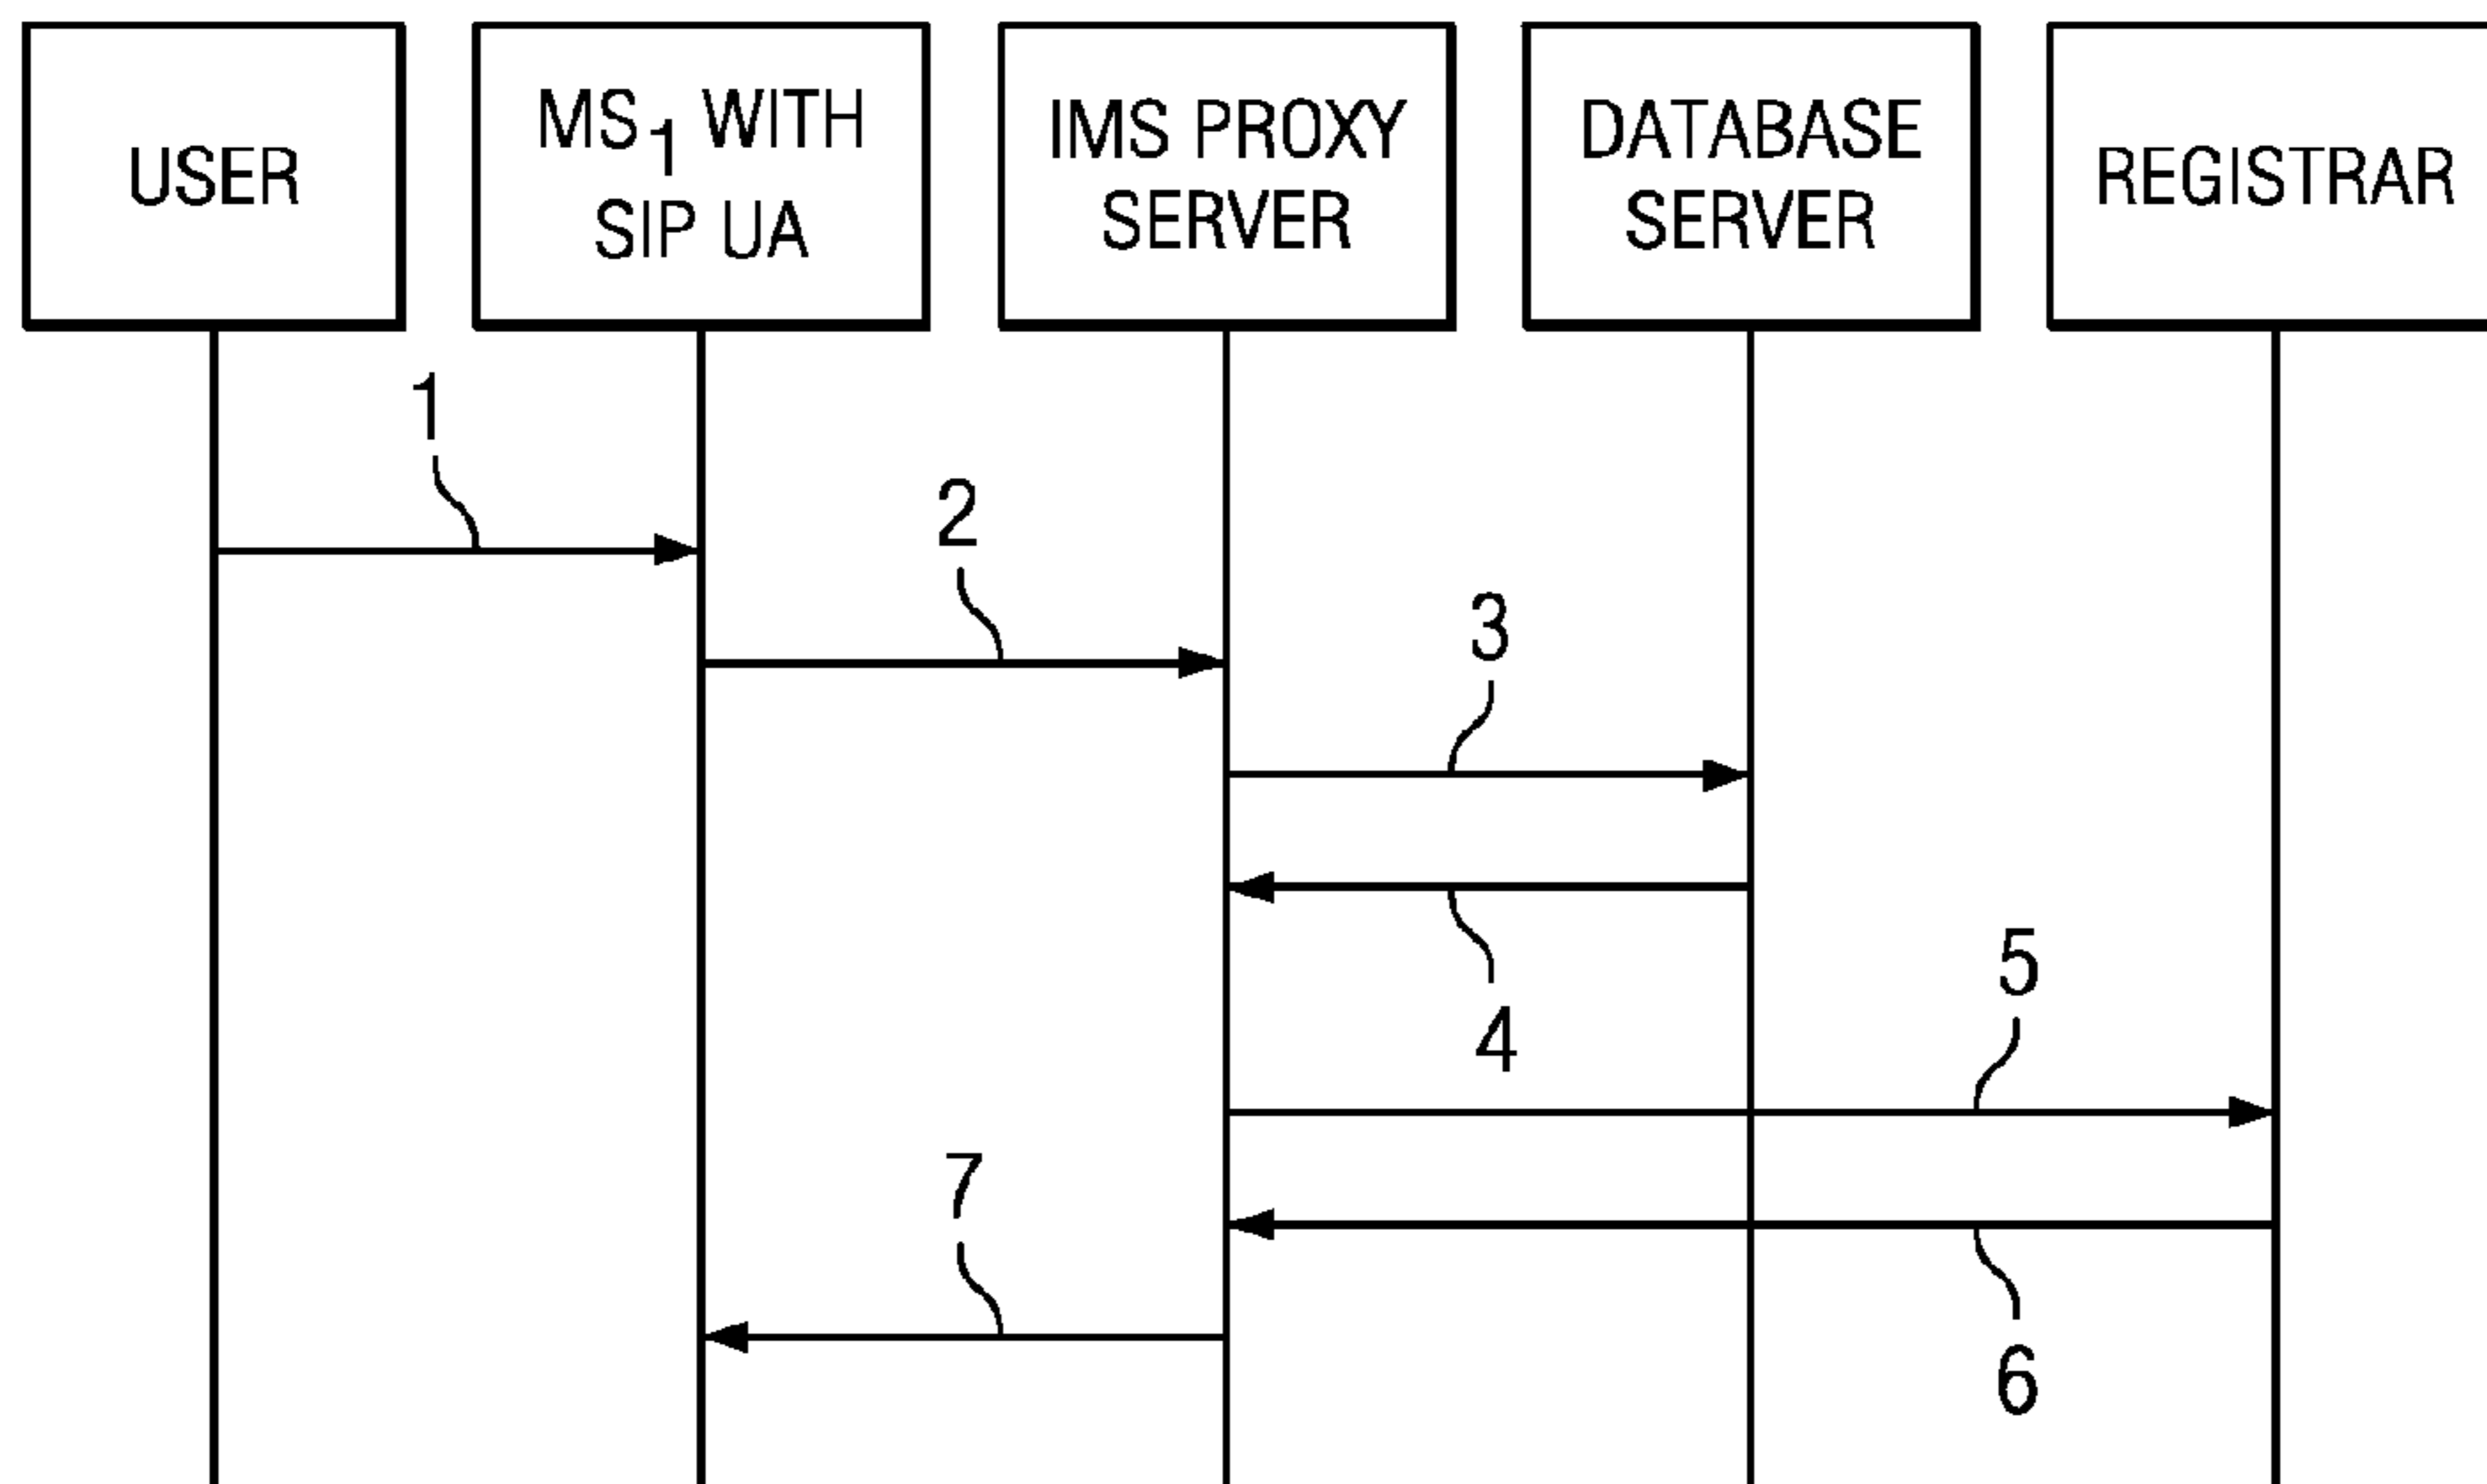 USER
MS1 WITH
SIP UA
IMS PROXY
SERVER
DATABASE
SERVER
REGISTRAR
1
2
3
4
5
7
6